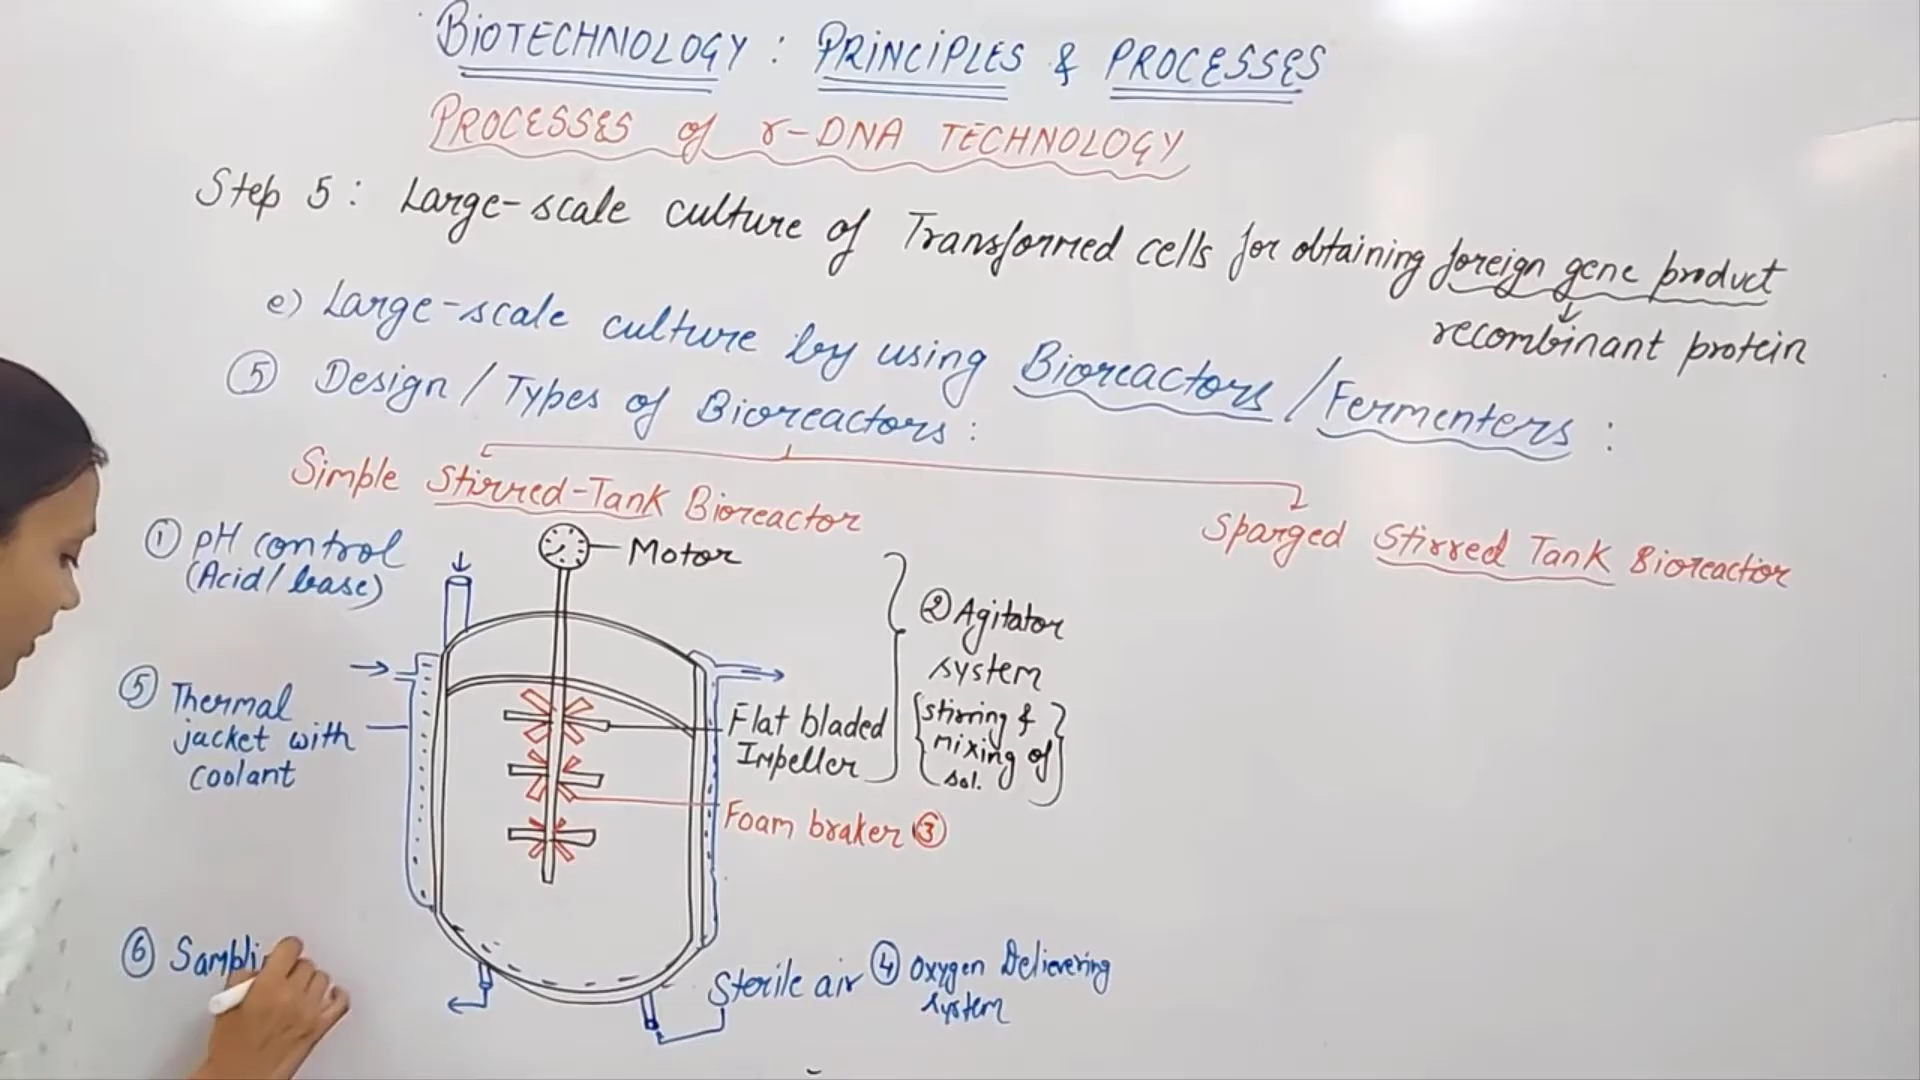 BIOTECHNOLOGY : PRINCIPLES & PROCESSES
PROCESSES of r-DNA TECHNOLOGY
Step 5 : Large-scale culture of Transformed cells for obtaining foreign gene product
recombinant protein
e) Large-scale culture by using Bioreactors / Fermenters :
⑤ Design / Types of Bioreactors :
Simple Stirred-Tank Bioreactor
Sparged Stirred Tank Bioreactior
① pH control
(Acid / base)
Motor
② Agitator
system
{stirring &
mixing of
sol.}
⑤ Thermal
jacket with
coolant
Flat bladed
Impeller
Foam braker ③
⑥ Sampli
Sterile air ④ Oxygen Delievering
system